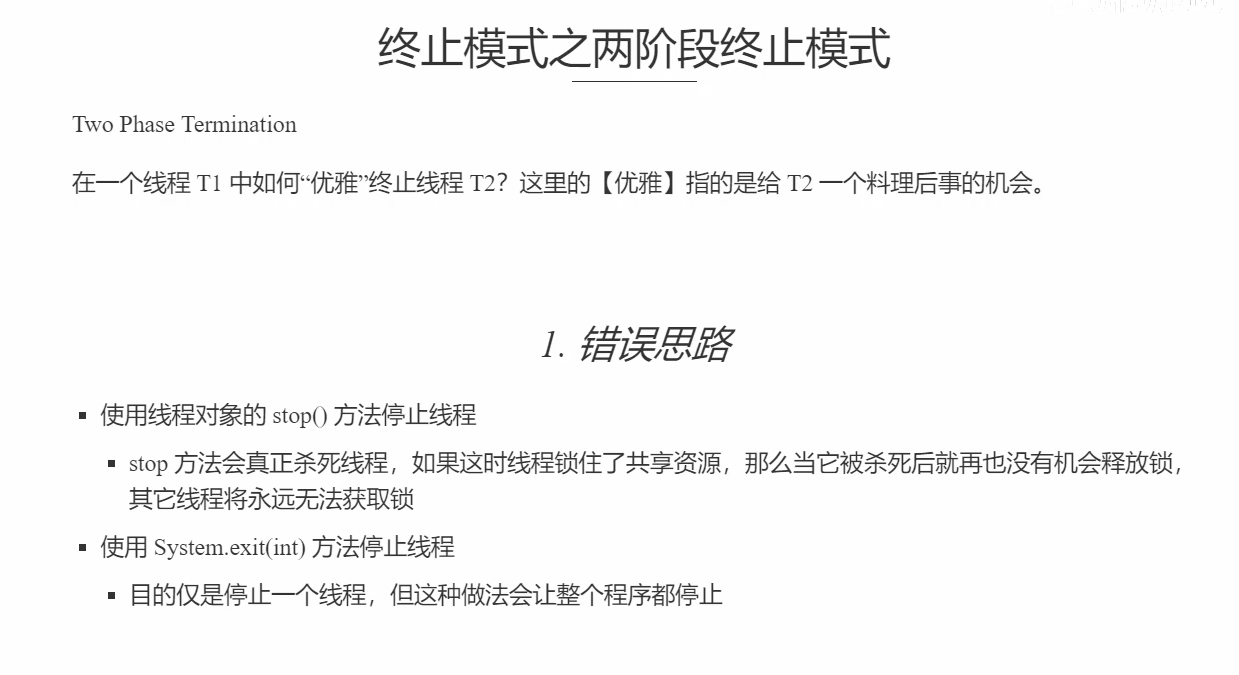 终止模式之两阶段终止模式
Two Phase Termination
在一个线程 T1 中如何“优雅”终止线程 T2？这里的【优雅】指的是给 T2 一个料理后事的机会。
1. 错误思路
使用线程对象的 stop() 方法停止线程
stop 方法会真正杀死线程，如果这时线程锁住了共享资源，那么当它被杀死后就再也没有机会释放锁，
其它线程将永远无法获取锁
使用 System.exit(int) 方法停止线程
目的仅是停止一个线程，但这种做法会让整个程序都停止